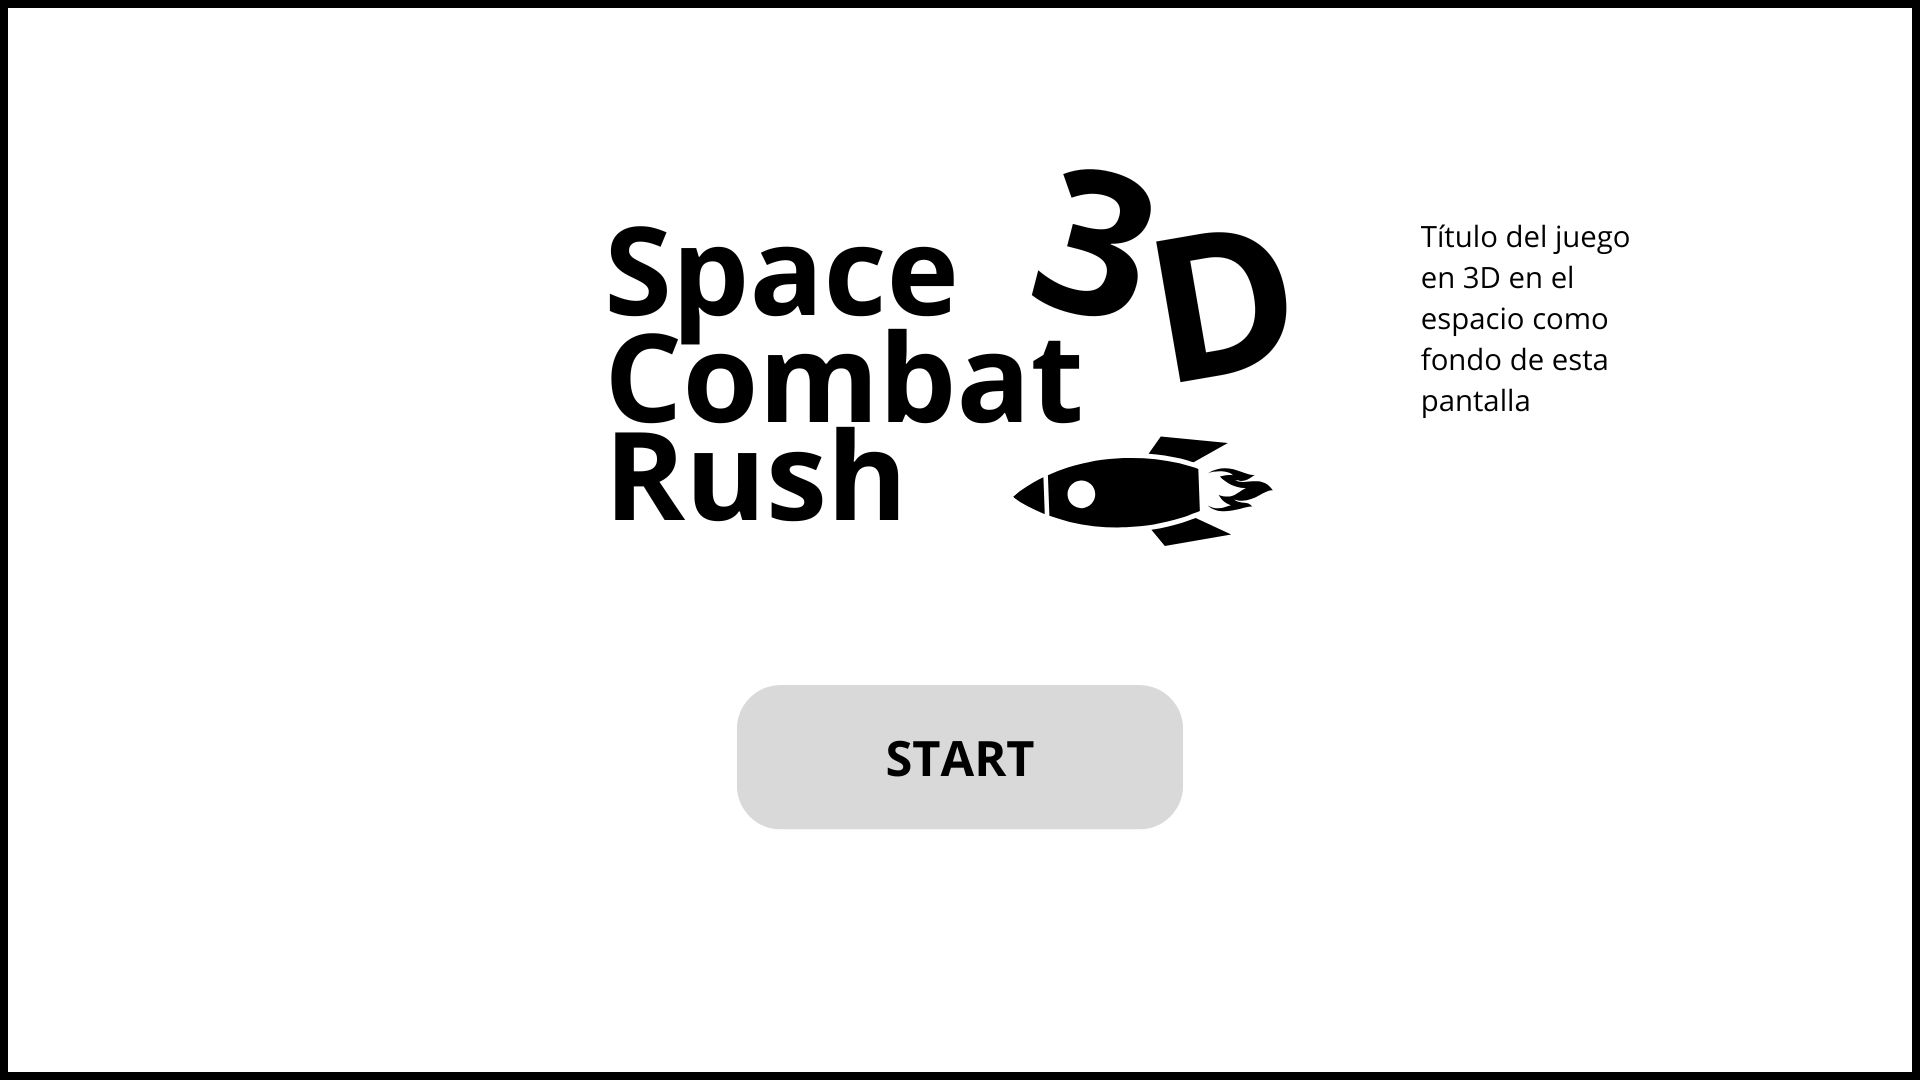 Space
3D
Combat
Rush
Título del juego
en 3D en el
espacio como
fondo de esta
pantalla
START